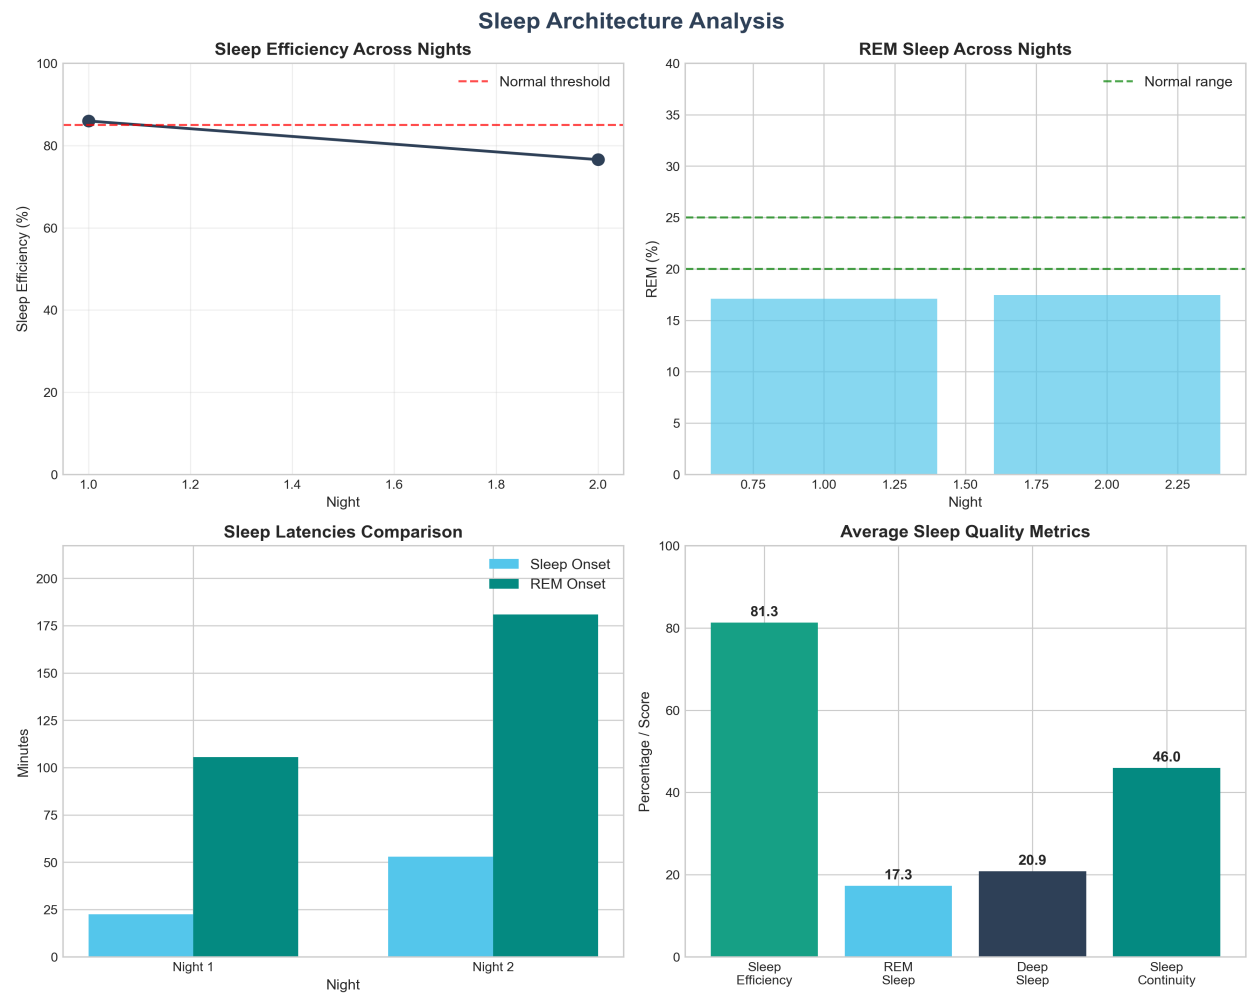 Sleep Architecture Analysis
Sleep Efficiency Across Nights
100
80
60
40
20
0
Sleep Efficiency (%)
Normal threshold
1.0 1.2 1.4 1.6 1.8 2.0
Night
REM Sleep Across Nights
40
35
30
25
20
15
10
5
0
REM (%)
Normal range
0.75 1.00 1.25 1.50 1.75 2.00 2.25
Night
Sleep Latencies Comparison
200
175
150
125
100
75
50
25
0
Minutes
Sleep Onset
REM Onset
Night 1 Night 2
Night
Average Sleep Quality Metrics
100
80
60
40
20
0
Percentage / Score
81.3
17.3
20.9
46.0
Sleep
Efficiency
REM
Sleep
Deep
Sleep
Sleep
Continuity